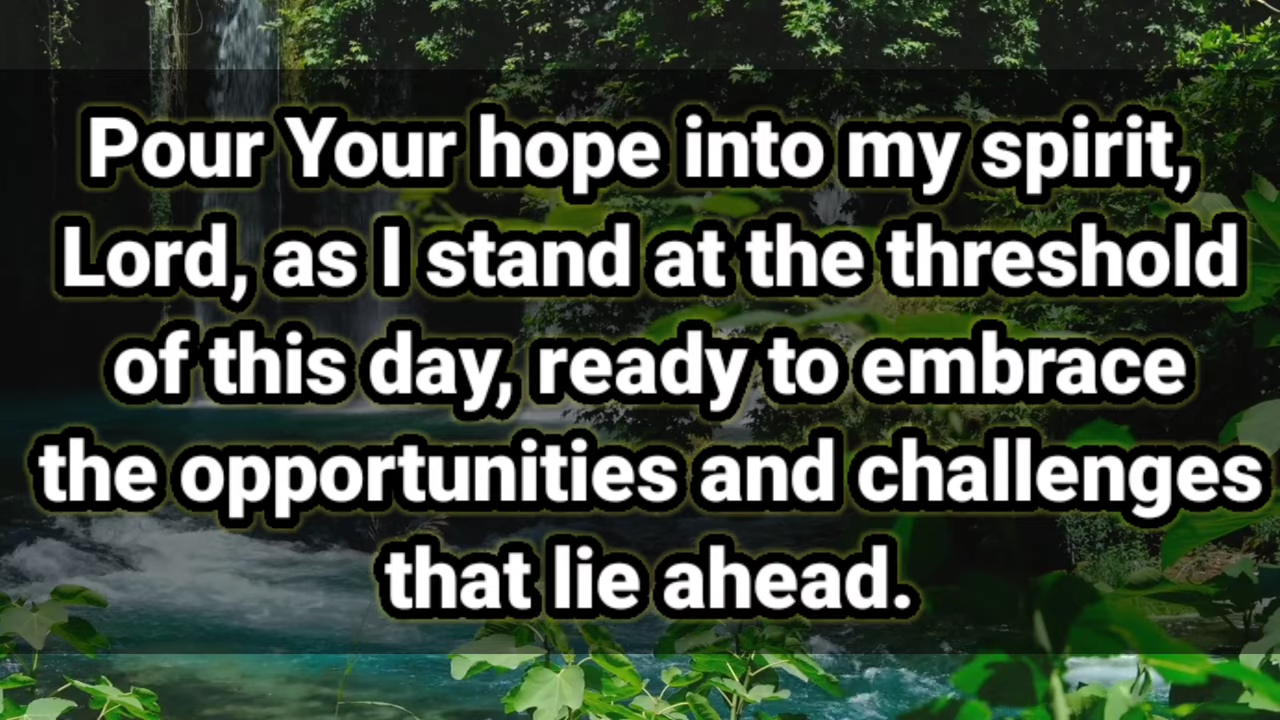 Pour Your hope into my spirit,
Lord, as I stand at the threshold
of this day, ready to embrace
the opportunities and challenges
that lie ahead.